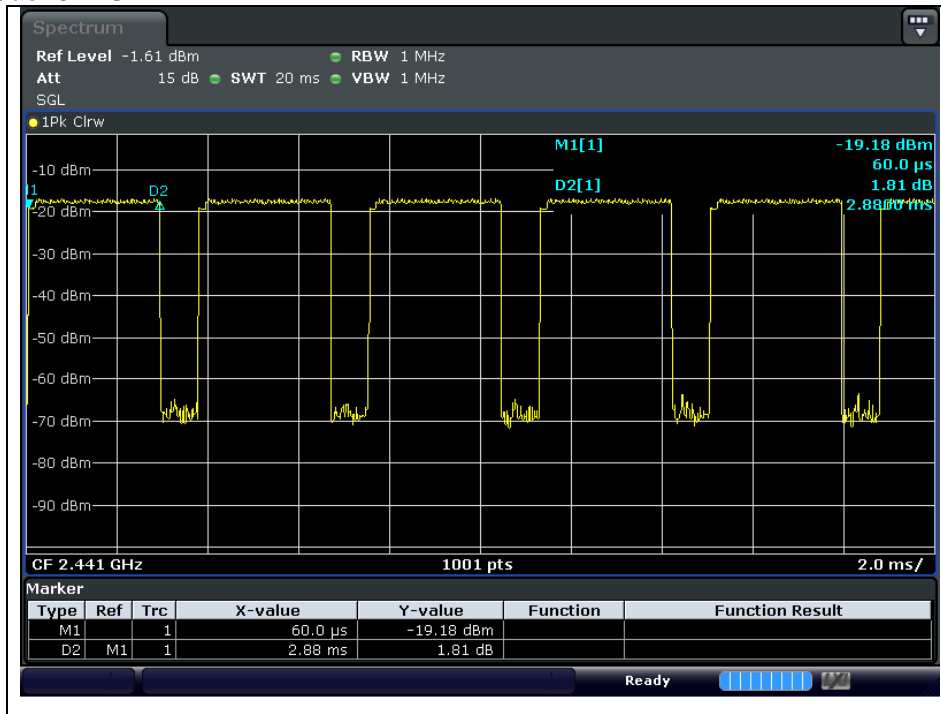 Spectrum
Ref Level -1.61 dBm RBW 1 MHz
Att 15 dB SWT 20 ms VBW 1 MHz
SGL
1Pk Clrw
M1[1] -19.18 dBm
60.0 µs
D2[1] 1.81 dB
2.8800 ms
-10 dBm
1 D2
-20 dBm
-30 dBm
-40 dBm
-50 dBm
-60 dBm
-70 dBm
-80 dBm
-90 dBm
CF 2.441 GHz 1001 pts 2.0 ms/
Marker
Type Ref Trc X-value Y-value Function Function Result
M1 1 60.0 µs -19.18 dBm
D2 M1 1 2.88 ms 1.81 dB
Ready